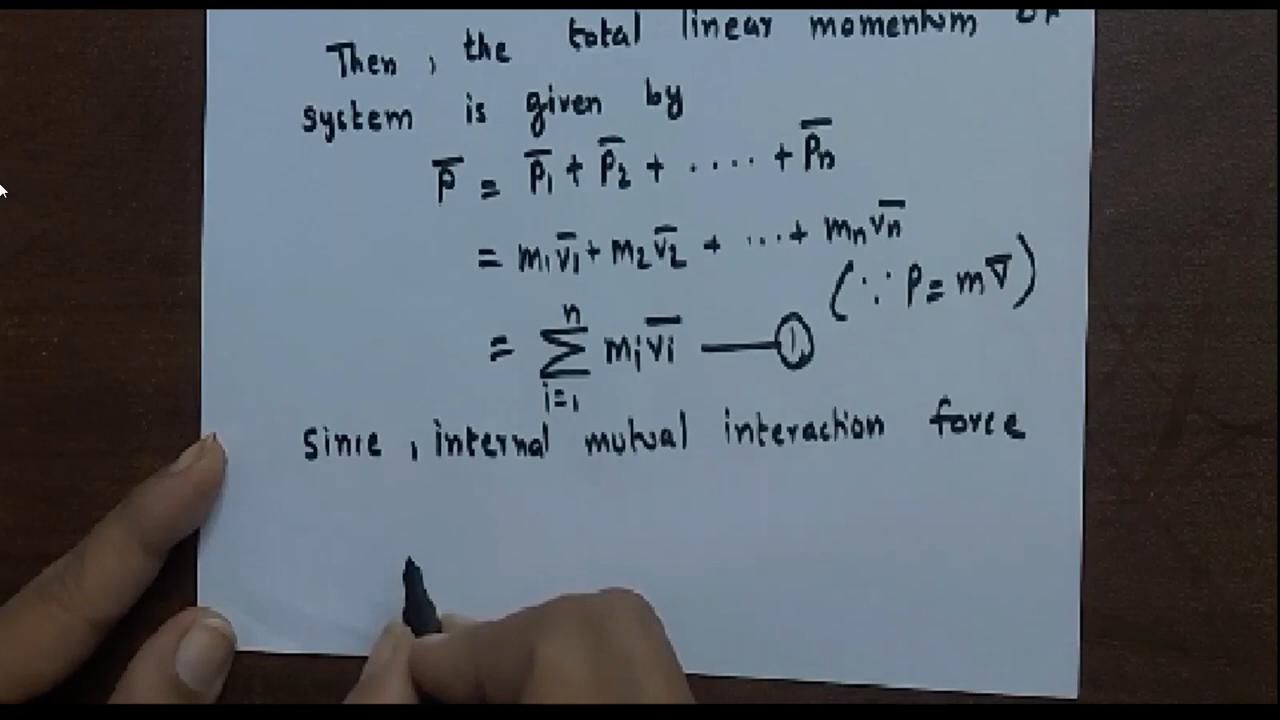 Then, the total linear momentum
system is given by
P̅ = P̅₁ + P̅₂ + ..... + P̅n
= m₁v̅₁ + m₂v̅₂ + ... + mnv̅n
(∵ P = mv̅)
= ∑ᵢ₌₁ⁿ mᵢv̅ᵢ —— ①
Since, internal mutual interaction force